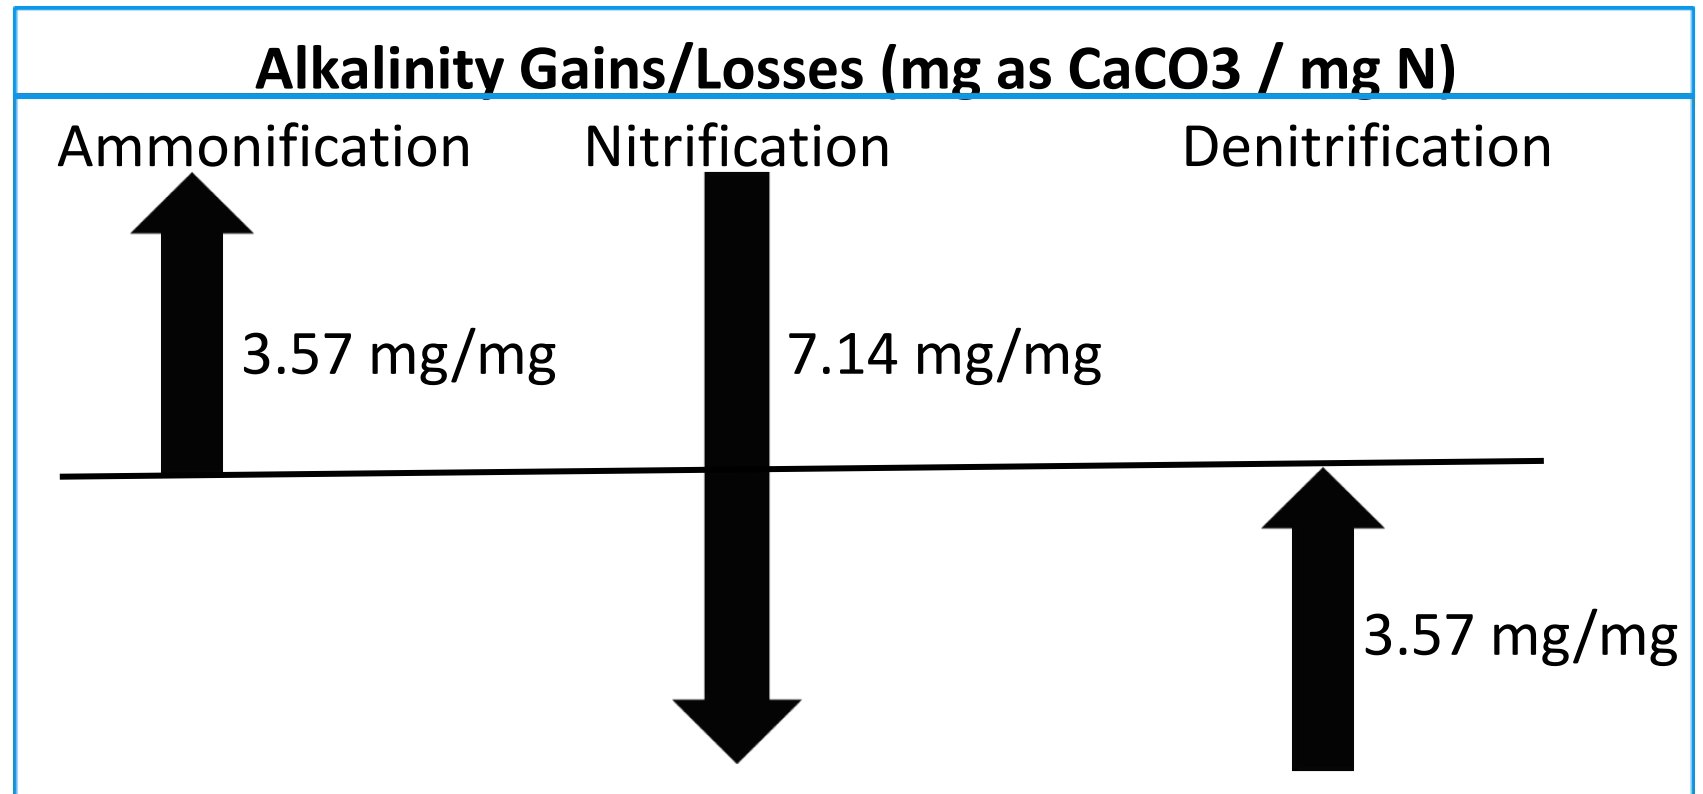 Alkalinity Gains/Losses (mg as CaCO3 / mg N)
Ammonification Nitrification Denitrification
3.57 mg/mg 7.14 mg/mg
3.57 mg/mg